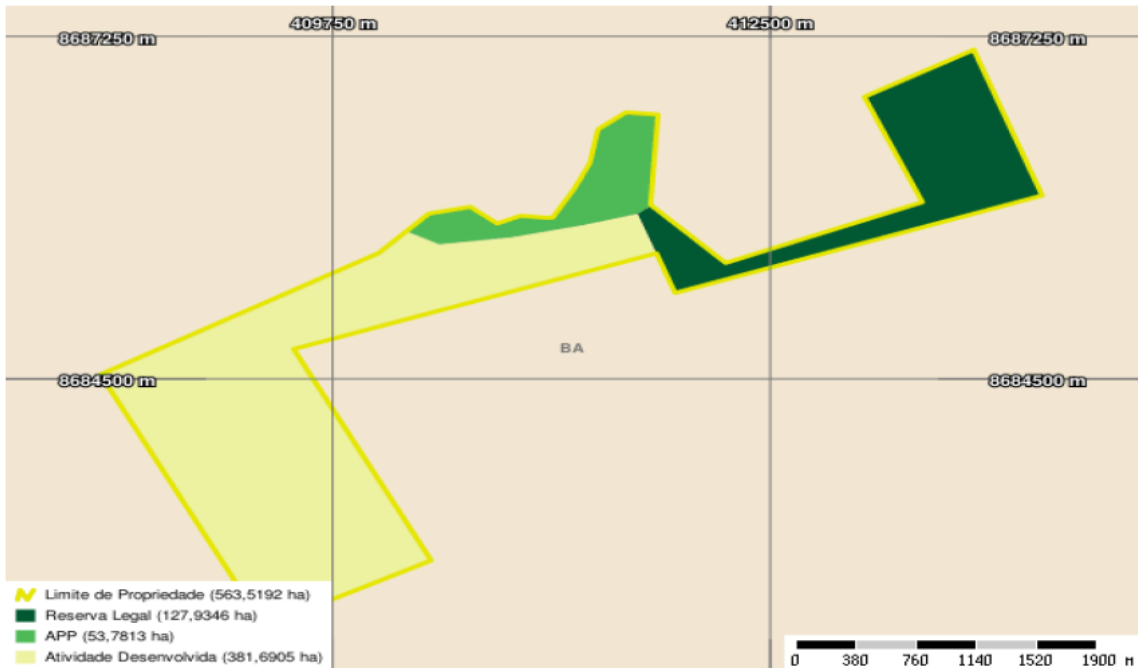 409750 m
412500 m
8687250 m
8687250 m
BA
8684500 m
8684500 m
Limite de Propriedade (563,5192 ha)
Reserva Legal (127,9346 ha)
APP (53,7813 ha)
Atividade Desenvolvida (381,6905 ha)
0 380 760 1140 1520 1900 m